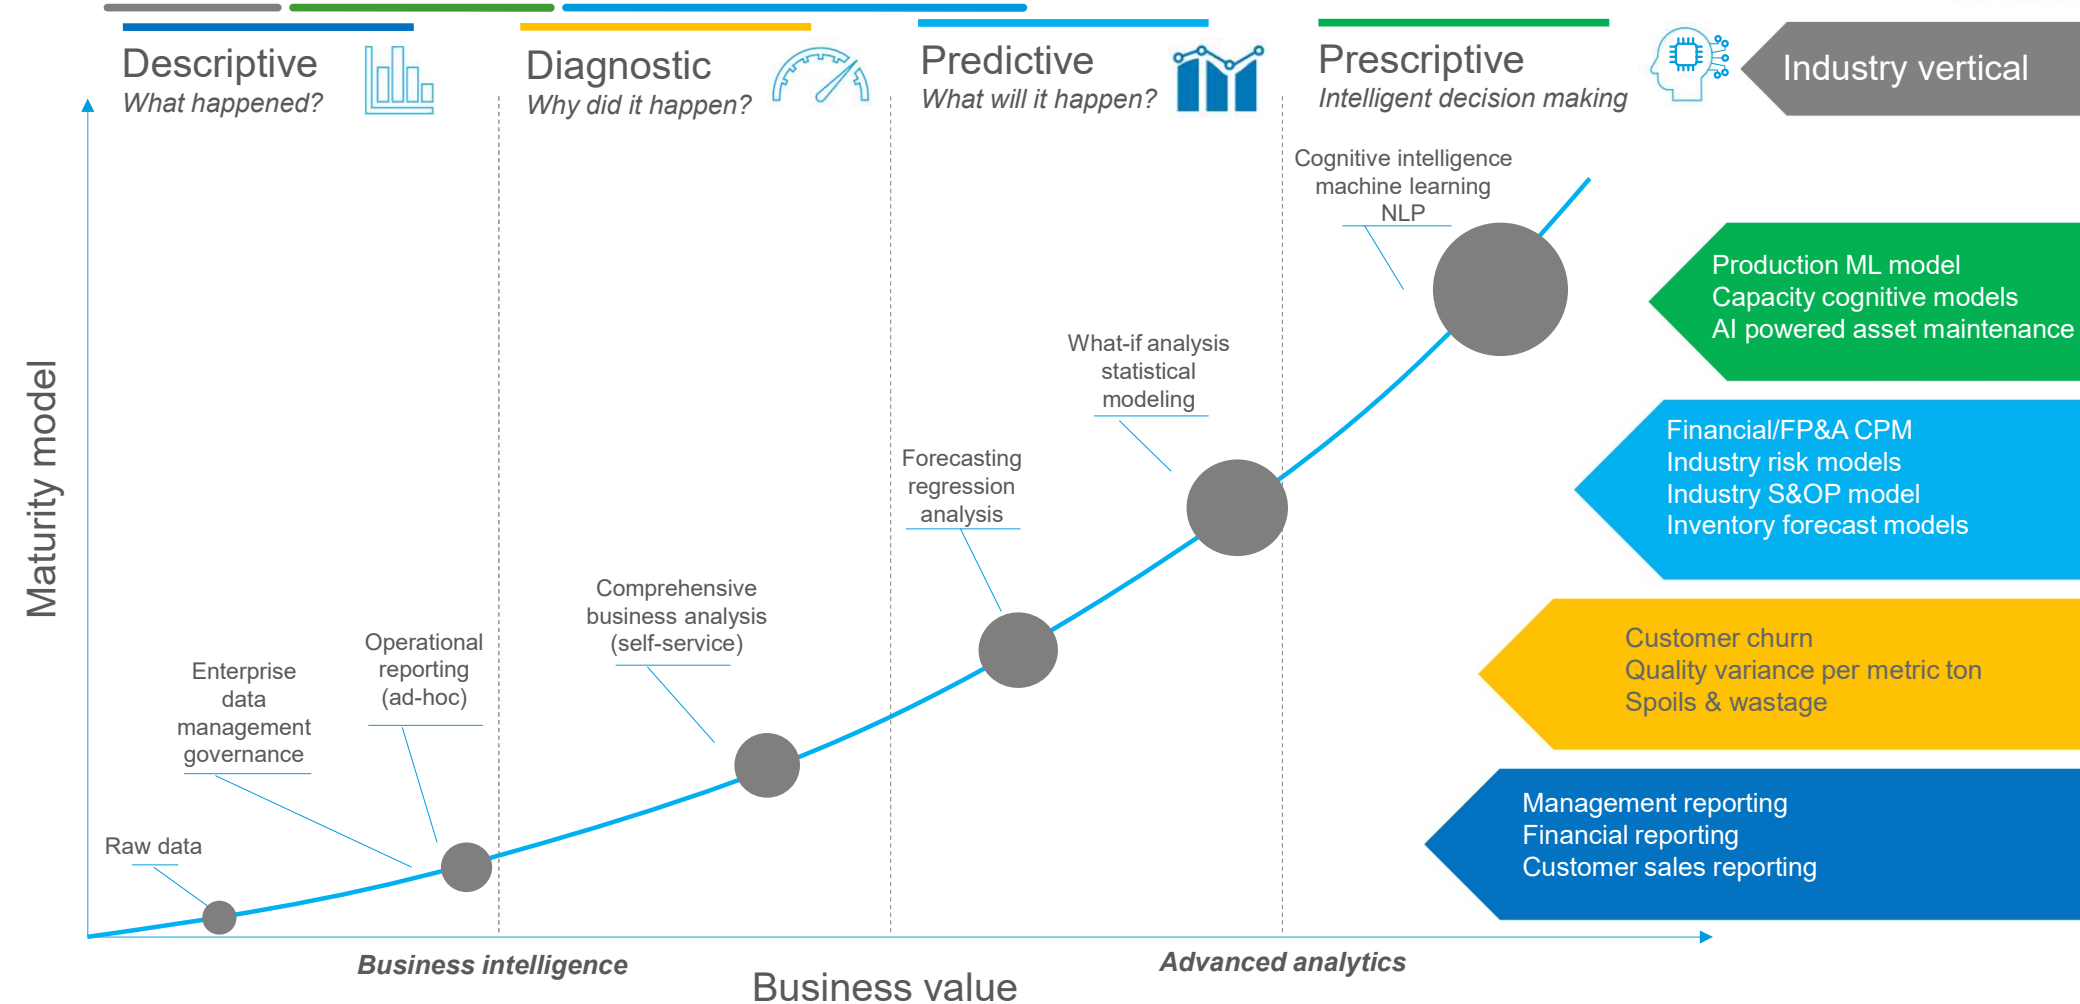 Descriptive
What happened?
Diagnostic
Why did it happen?
Predictive
What will it happen?
Prescriptive
Intelligent decision making
Industry vertical
Maturity model
Raw data
Enterprise
data
management
governance
Operational
reporting
(ad-hoc)
Comprehensive
business analysis
(self-service)
Forecasting
regression
analysis
What-if analysis
statistical
modeling
Cognitive intelligence
machine learning
NLP
Production ML model
Capacity cognitive models
AI powered asset maintenance
Financial/FP&A CPM
Industry risk models
Industry S&OP model
Inventory forecast models
Customer churn
Quality variance per metric ton
Spoils & wastage
Management reporting
Financial reporting
Customer sales reporting
Business intelligence
Advanced analytics
Business value